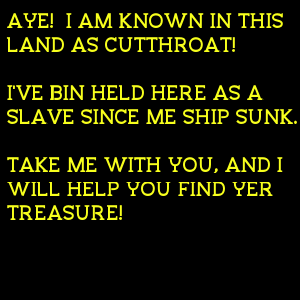 AYE!  I AM KNOWN IN THIS
LAND AS CUTTHROAT!
I'VE BIN HELD HERE AS A
SLAVE SINCE ME SHIP SUNK.
TAKE ME WITH YOU, AND I
WILL HELP YOU FIND YER
TREASURE!